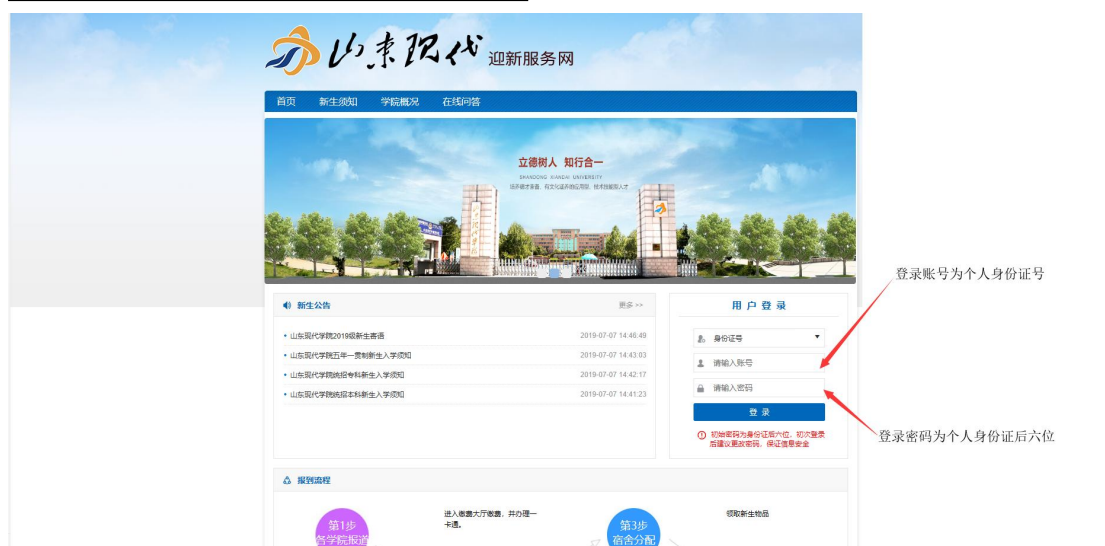 山东现代 迎新服务网
首页 新生须知 学院概况 在线问答
立德树人 知行合一
SHANDONG XIANDAI UNIVERSITY
登录账号为个人身份证号
新生公告 更多 >>
山东现代学院2019级新生寄语 2019-07-07 14:46:49
山东现代学院五年一贯制新生入学须知 2019-07-07 14:43:03
山东现代学院统招专科新生入学须知 2019-07-07 14:42:17
山东现代学院统招本科新生入学须知 2019-07-07 14:41:23
用户登录
身份证号
请输入账号
请输入密码
登 录
初始密码为身份证后六位，初次登录
后建议更改密码，保证信息安全
登录密码为个人身份证后六位
报到流程
第1步
各学院报道
进入缴费大厅缴费，并办理一
卡通。
第3步
宿舍分配
领取新生物品